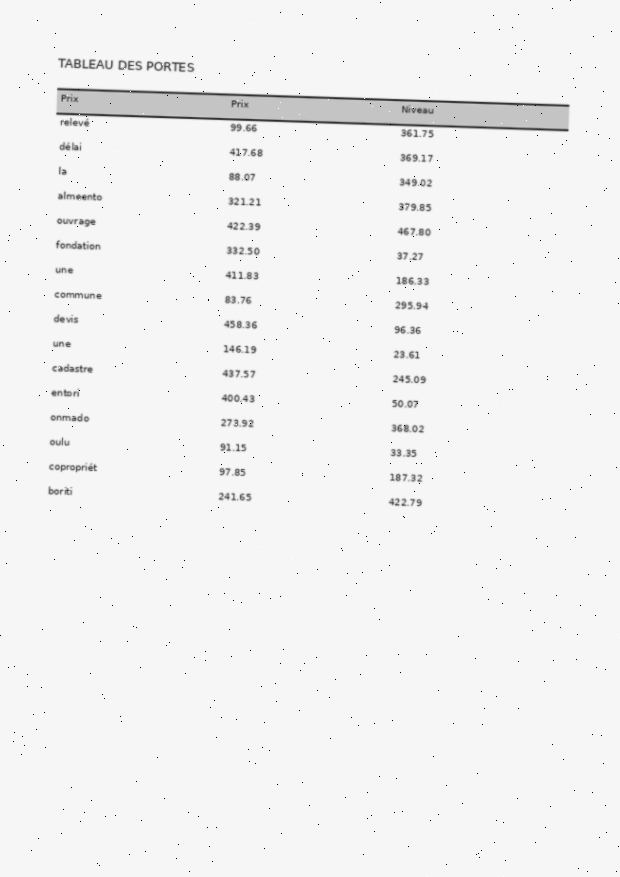 TABLEAU DES PORTES
Prix Prix Niveau
relevé 99.66 361.75
délai 417.68 369.17
la 88.07 349.02
almeento 321.21 379.85
ouvrage 422.39 467.80
fondation 332.50 37.27
une 411.83 186.33
commune 83.76 295.94
devis 458.36 96.36
une 146.19 23.61
cadastre 437.57 245.09
entorí 400.43 50.07
onmado 273.92 368.02
oulu 91.15 33.35
copropriét 97.85 187.32
boriti 241.65 422.79